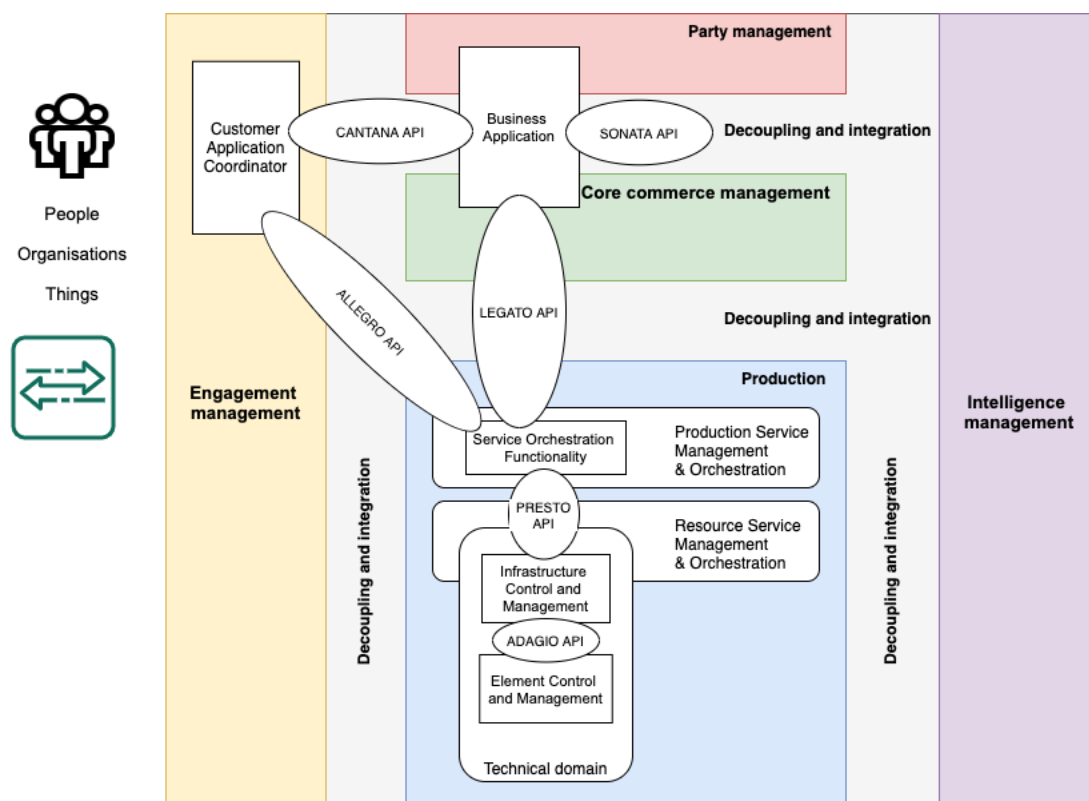 Party management
Customer
Application
Coordinator
CANTANA API
Business
Application
SONATA API
Decoupling and integration
People
Organisations
Things
Core commerce management
ALLEGRO API
LEGATO API
Decoupling and integration
Engagement
management
Production
Intelligence
management
Service Orchestration
Functionality
Production Service
Management
& Orchestration
Decoupling and integration
Decoupling and integration
PRESTO
API
Resource Service
Management
& Orchestration
Infrastructure
Control and
Management
ADAGIO API
Element Control
and Management
Technical domain